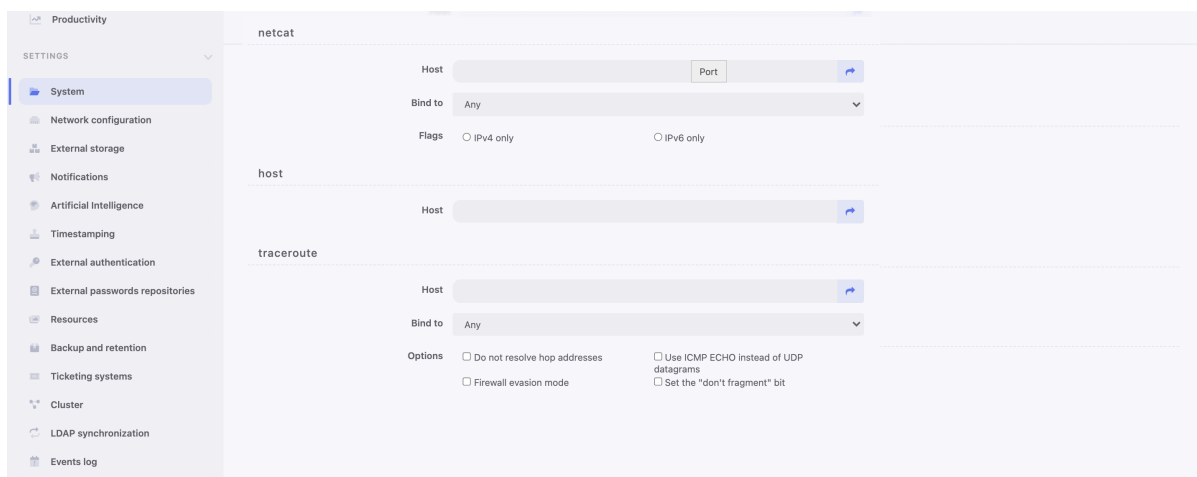 Productivity
SETTINGS
System
Network configuration
External storage
Notifications
Artificial Intelligence
Timestamping
External authentication
External passwords repositories
Resources
Backup and retention
Ticketing systems
Cluster
LDAP synchronization
Events log
netcat
Host
Port
Bind to
Any
Flags
IPv4 only
IPv6 only
host
Host
traceroute
Host
Bind to
Any
Options
Do not resolve hop addresses
Use ICMP ECHO instead of UDP
datagrams
Firewall evasion mode
Set the "don't fragment" bit